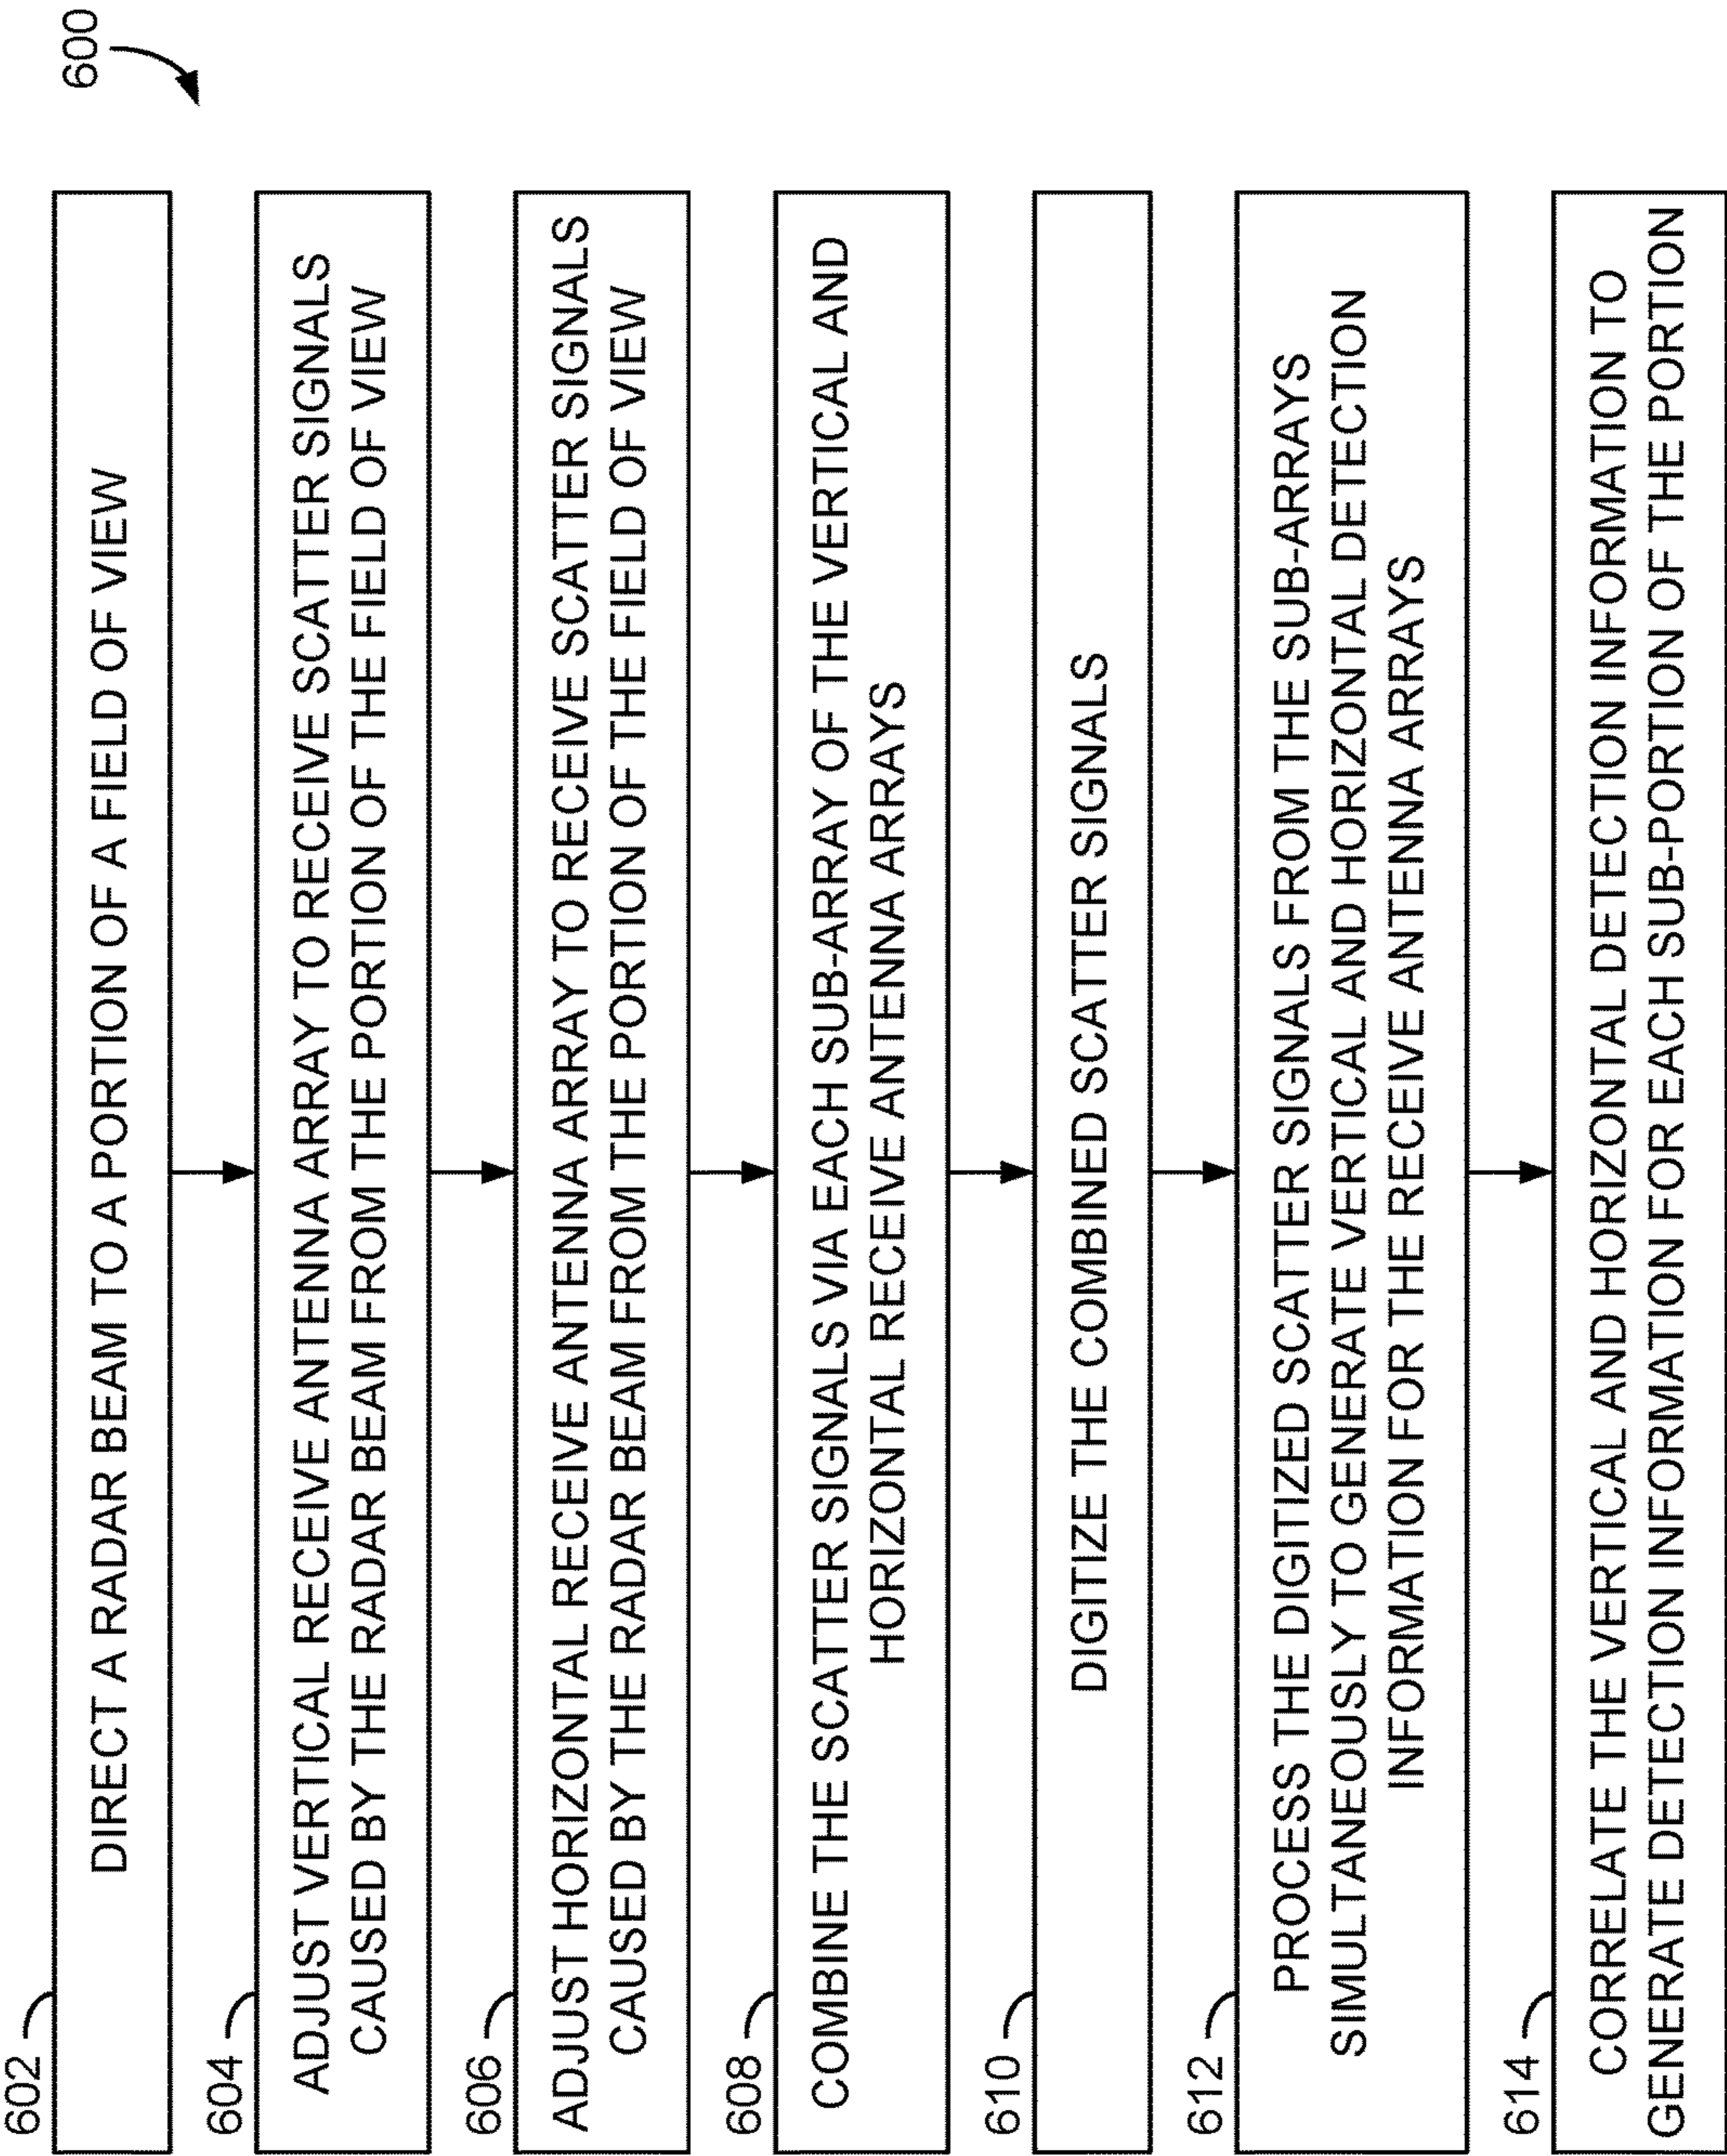 600
602
DIRECT A RADAR BEAM TO A PORTION OF A FIELD OF VIEW
604
ADJUST VERTICAL RECEIVE ANTENNA ARRAY TO RECEIVE SCATTER SIGNALS
CAUSED BY THE RADAR BEAM FROM THE PORTION OF THE FIELD OF VIEW
606
ADJUST HORIZONTAL RECEIVE ANTENNA ARRAY TO RECEIVE SCATTER SIGNALS
CAUSED BY THE RADAR BEAM FROM THE PORTION OF THE FIELD OF VIEW
608
COMBINE THE SCATTER SIGNALS VIA EACH SUB-ARRAY OF THE VERTICAL AND
HORIZONTAL RECEIVE ANTENNA ARRAYS
610
DIGITIZE THE COMBINED SCATTER SIGNALS
612
PROCESS THE DIGITIZED SCATTER SIGNALS FROM THE SUB-ARRAYS
SIMULTANEOUSLY TO GENERATE VERTICAL AND HORIZONTAL DETECTION
INFORMATION FOR THE RECEIVE ANTENNA ARRAYS
614
CORRELATE THE VERTICAL AND HORIZONTAL DETECTION INFORMATION TO
GENERATE DETECTION INFORMATION FOR EACH SUB-PORTION OF THE PORTION